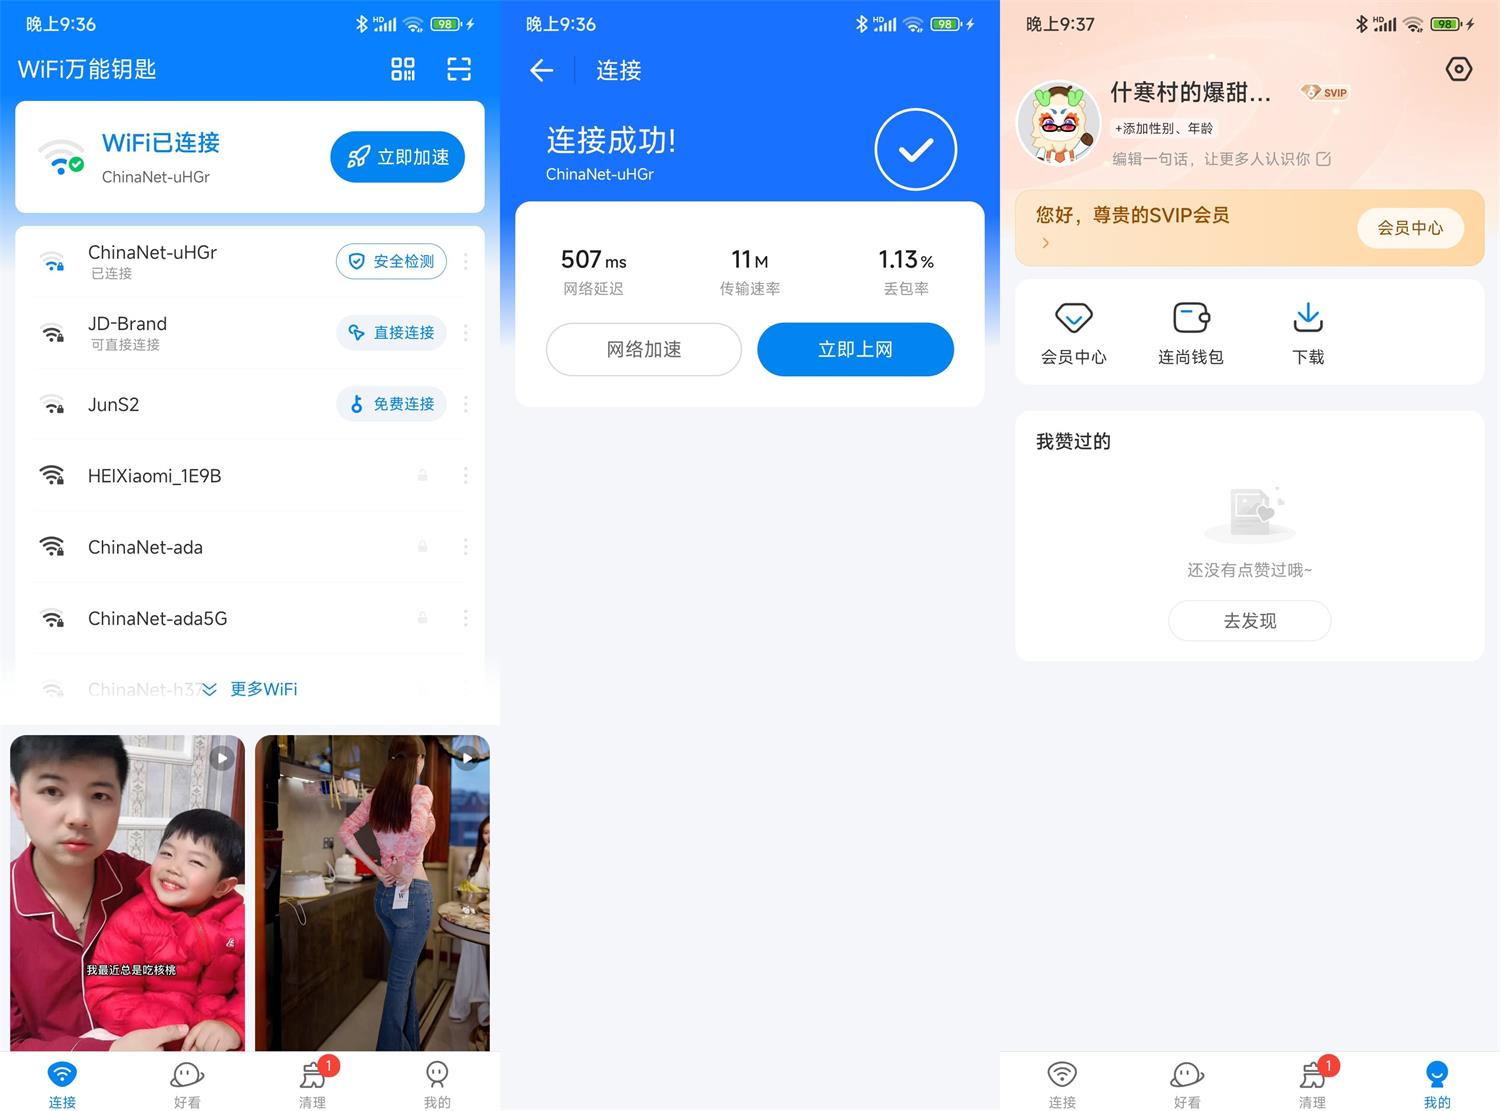 晚上9:36
HD
98
WiFi万能钥匙
WiFi已连接
ChinaNet-uHGr
立即加速
ChinaNet-uHGr
已连接
安全检测
JD-Brand
可直接连接
直接连接
JunS2
免费连接
HEIXiaomi_1E9B
ChinaNet-ada
ChinaNet-ada5G
ChinaNet-h37
更多WiFi
我最近总是吃核桃
连接
好看
1
清理
我的
晚上9:36
HD
98
连接
连接成功!
ChinaNet-uHGr
507 ms
网络延迟
11 M
传输速率
1.13 %
丢包率
网络加速
立即上网
晚上9:37
HD
98
什寒村的爆甜...
SVIP
+添加性别、年龄
编辑一句话，让更多人认识你
您好，尊贵的SVIP会员
会员中心
会员中心
连尚钱包
下载
我赞过的
还没有点赞过哦~
去发现
连接
好看
1
清理
我的